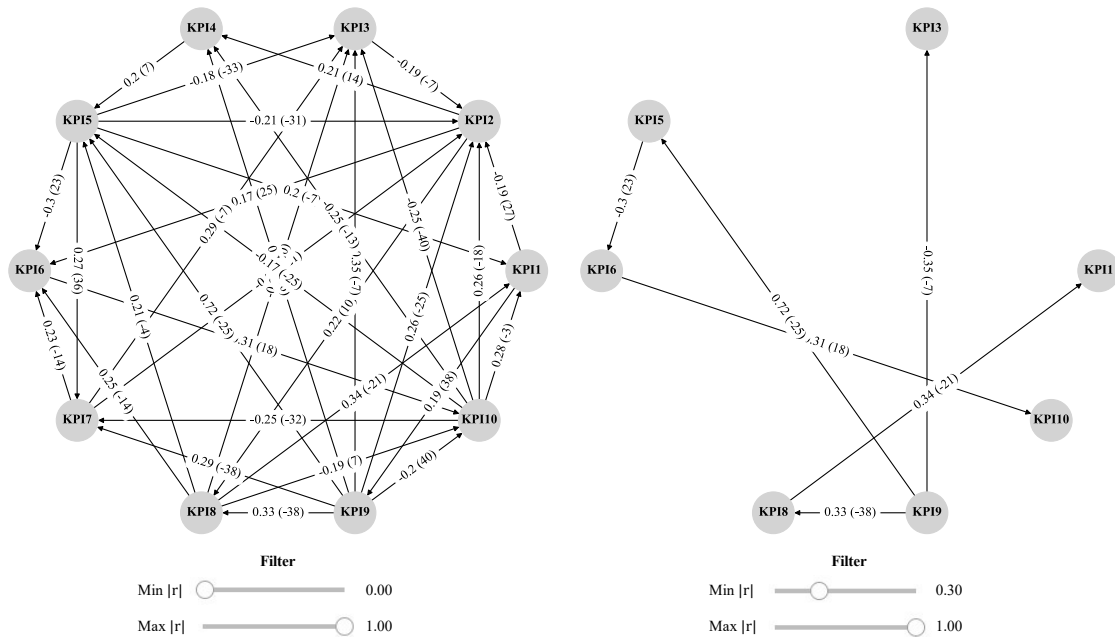 KPI4
KPI3
0.2 (7)
-0.18 (-33)
0.21 (14)
-0.19 (-7)
KPI5
-0.21 (-31)
KPI2
-0.3 (23)
0.29 (-7)
0.17 (25)
0.2 (-7
-0.25 (-13)
-0.25 (-40)
-0.19 (27)
KPI6
0.27 (36)
-0.17 (-25)
0.35 (-7)
0.26 (-18)
KPI1
0.23 (-14)
0.21 (-4)
0.72 (-25)
0.22 (10)
0.26 (-25)
0.28 (-3)
0.25 (-14)
.31 (18)
0.34 (-21)
0.19 (38)
KPI7
-0.25 (-32)
KPI10
0.29 (-38)
-0.19 (7)
-0.2 (40)
KPI8
0.33 (-38)
KPI9
Filter
Min |r|
0.00
Max |r|
1.00
KPI3
KPI5
-0.3 (23)
KPI6
-0.35 (-7)
KPI1
0.72 (-25)
.31 (18)
0.34 (-21)
KPI10
KPI8
0.33 (-38)
KPI9
Filter
Min |r|
0.30
Max |r|
1.00